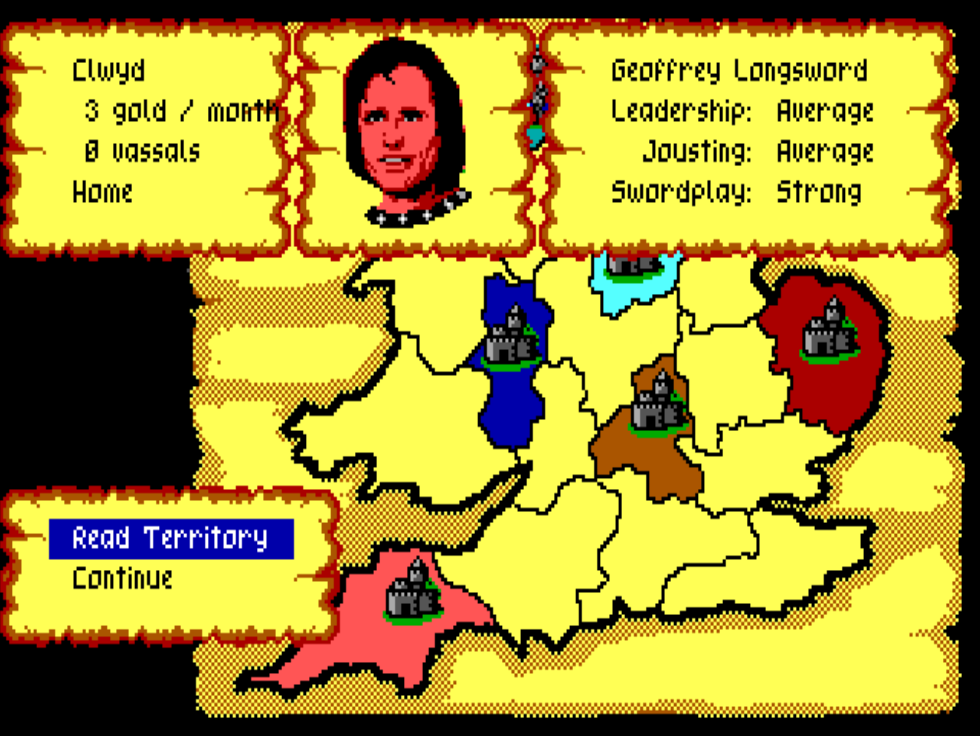 Clwyd
3 gold / month
0 vassals
Home
Geoffrey Longsword
Leadership: Average
Jousting: Average
Swordplay: Strong
Read Territory
Continue